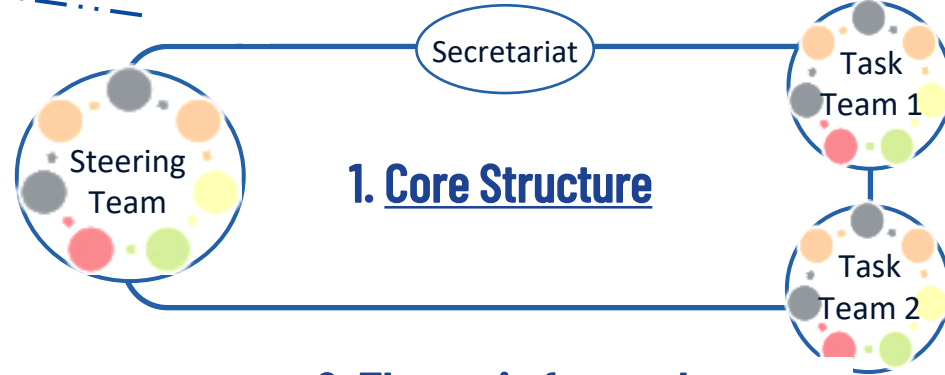 Secretariat
Task
Team 1
Steering
Team
1. Core Structure
Task
Team 2